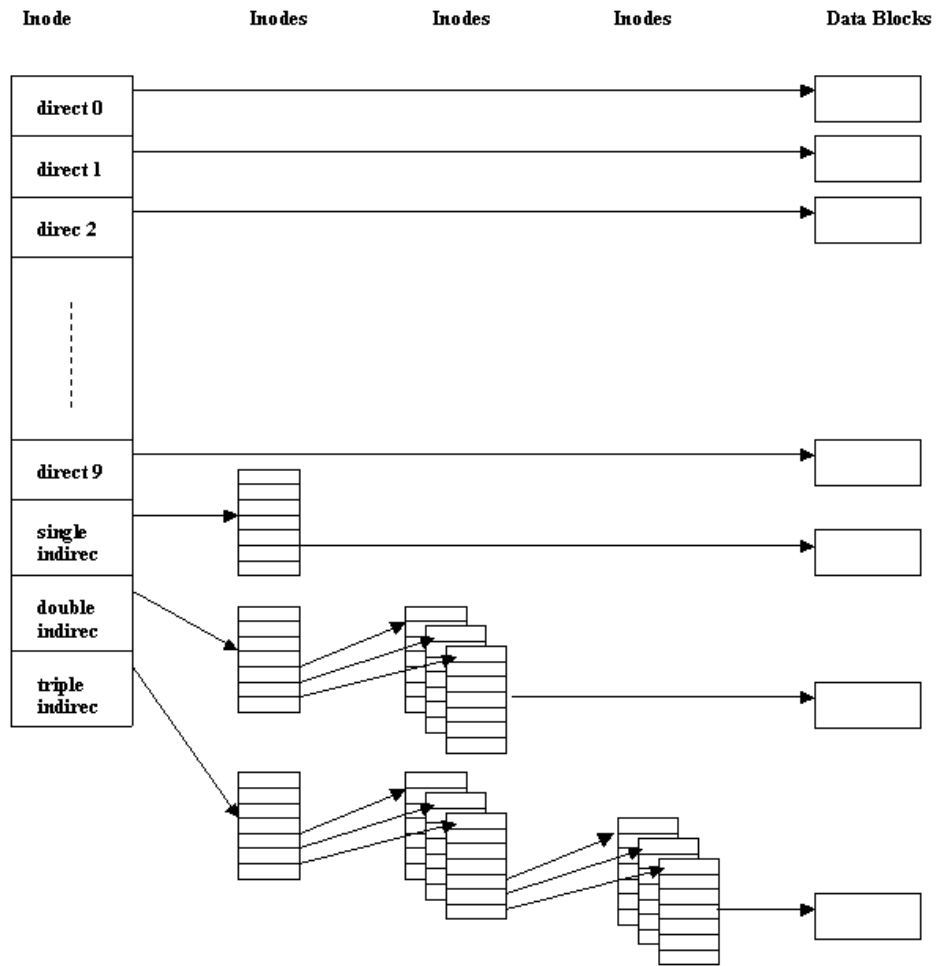 Inode Inodes Inodes Inodes Data Blocks
direct 0
direct 1
direc 2
direct 9
single
indirec
double
indirec
triple
indirec